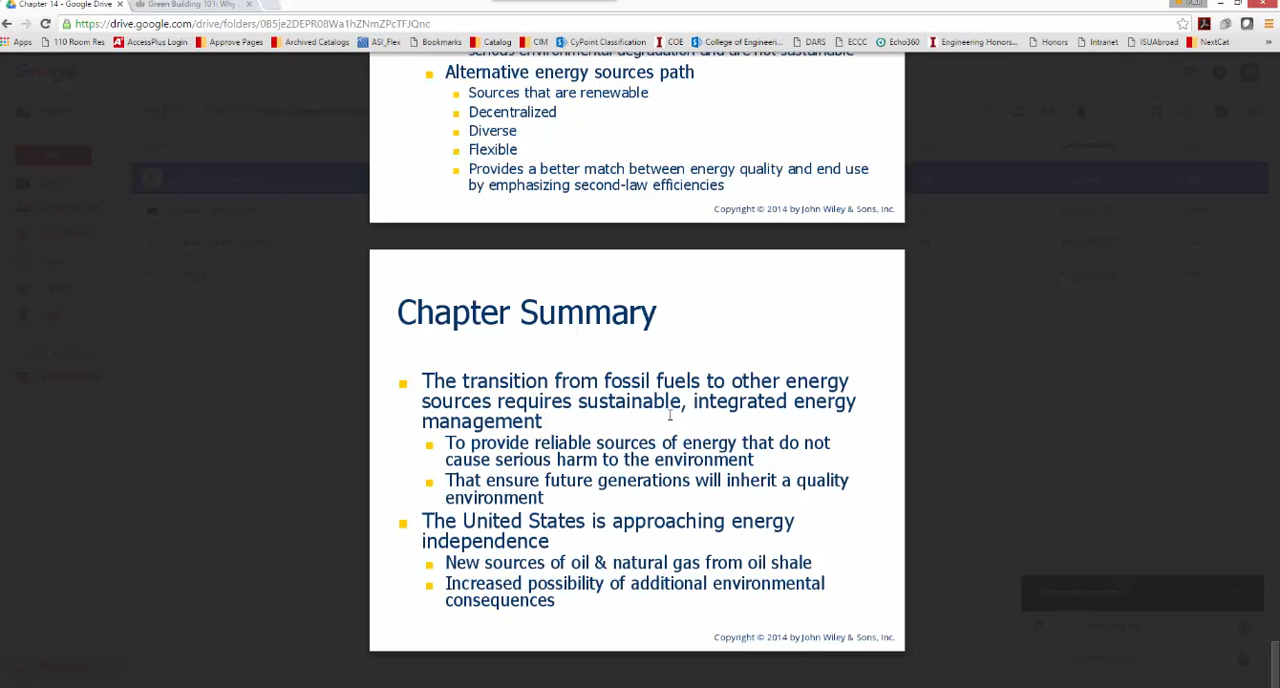 Chapter 14 - Google Drive
Green Building 101: Why
https://drive.google.com/drive/folders/0B5je2DEPR08Wa1hZNmZPcTFJQnc
Apps 110 Room Res AccessPlus Login Approve Pages Archived Catalogs ASI_Flex Bookmarks Catalog CIM CyPoint Classification COE College of Engineeri... DARS ECCC Echo360 Engineering Honors... Honors Intranet ISUAbroad NextCat »
serious environmental degradation and are not sustainable
Alternative energy sources path
Sources that are renewable
Decentralized
Diverse
Flexible
Provides a better match between energy quality and end use
by emphasizing second-law efficiencies
Copyright © 2014 by John Wiley & Sons, Inc.
Chapter Summary
The transition from fossil fuels to other energy
sources requires sustainable, integrated energy
management
To provide reliable sources of energy that do not
cause serious harm to the environment
That ensure future generations will inherit a quality
environment
The United States is approaching energy
independence
New sources of oil & natural gas from oil shale
Increased possibility of additional environmental
consequences
Copyright © 2014 by John Wiley & Sons, Inc.